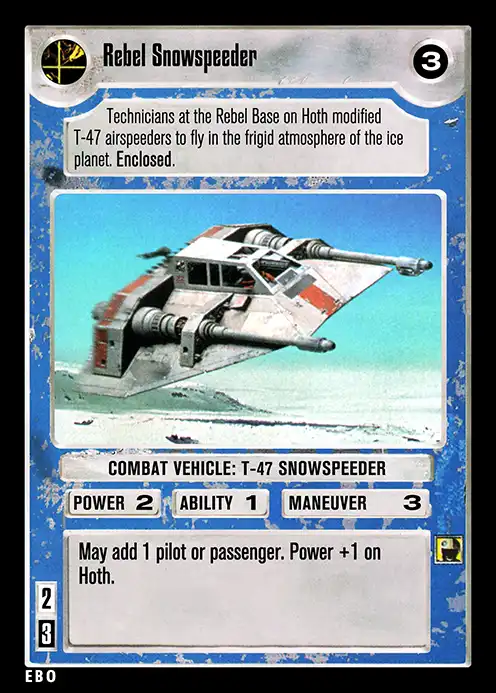 Rebel Snowspeeder
3
Technicians at the Rebel Base on Hoth modified
T-47 airspeeders to fly in the frigid atmosphere of the ice
planet. Enclosed.
COMBAT VEHICLE: T-47 SNOWSPEEDER
POWER 2 ABILITY 1 MANEUVER 3
May add 1 pilot or passenger. Power +1 on
Hoth.
2
3
EBO